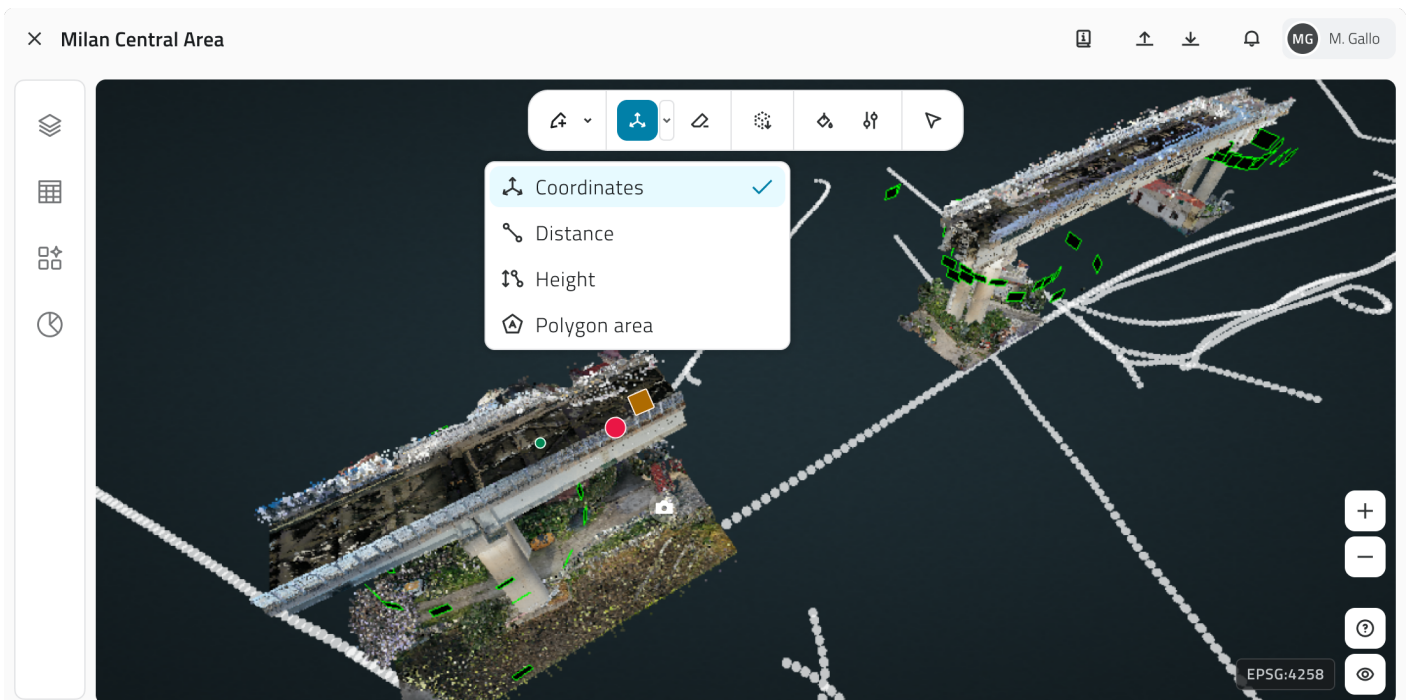 Milan Central Area
MG M. Gallo
Coordinates
Distance
Height
Polygon area
EPSG:4258